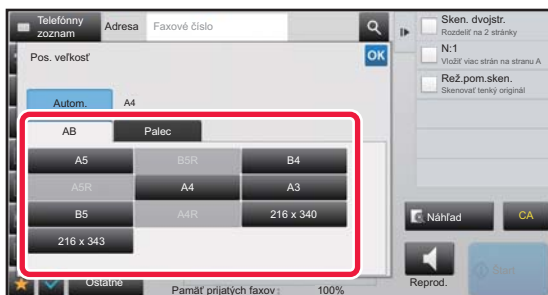 Telefónny
zoznam
Adresa
Faxové číslo
Pos. veľkosť
OK
Autom.
A4
AB
Palec
A5
B5R
B4
A5R
A4
A3
B5
A4R
216 x 340
216 x 343
Ostatné
Pamäť prijatých faxov :
100%
Sken. dvojstr.
Rozdeliť na 2 stránky
N:1
Vložiť viac strán na stranu A
Rež.pom.sken.
Skenovať tenký originál
Náhľad
CA
Reprod.
Štart